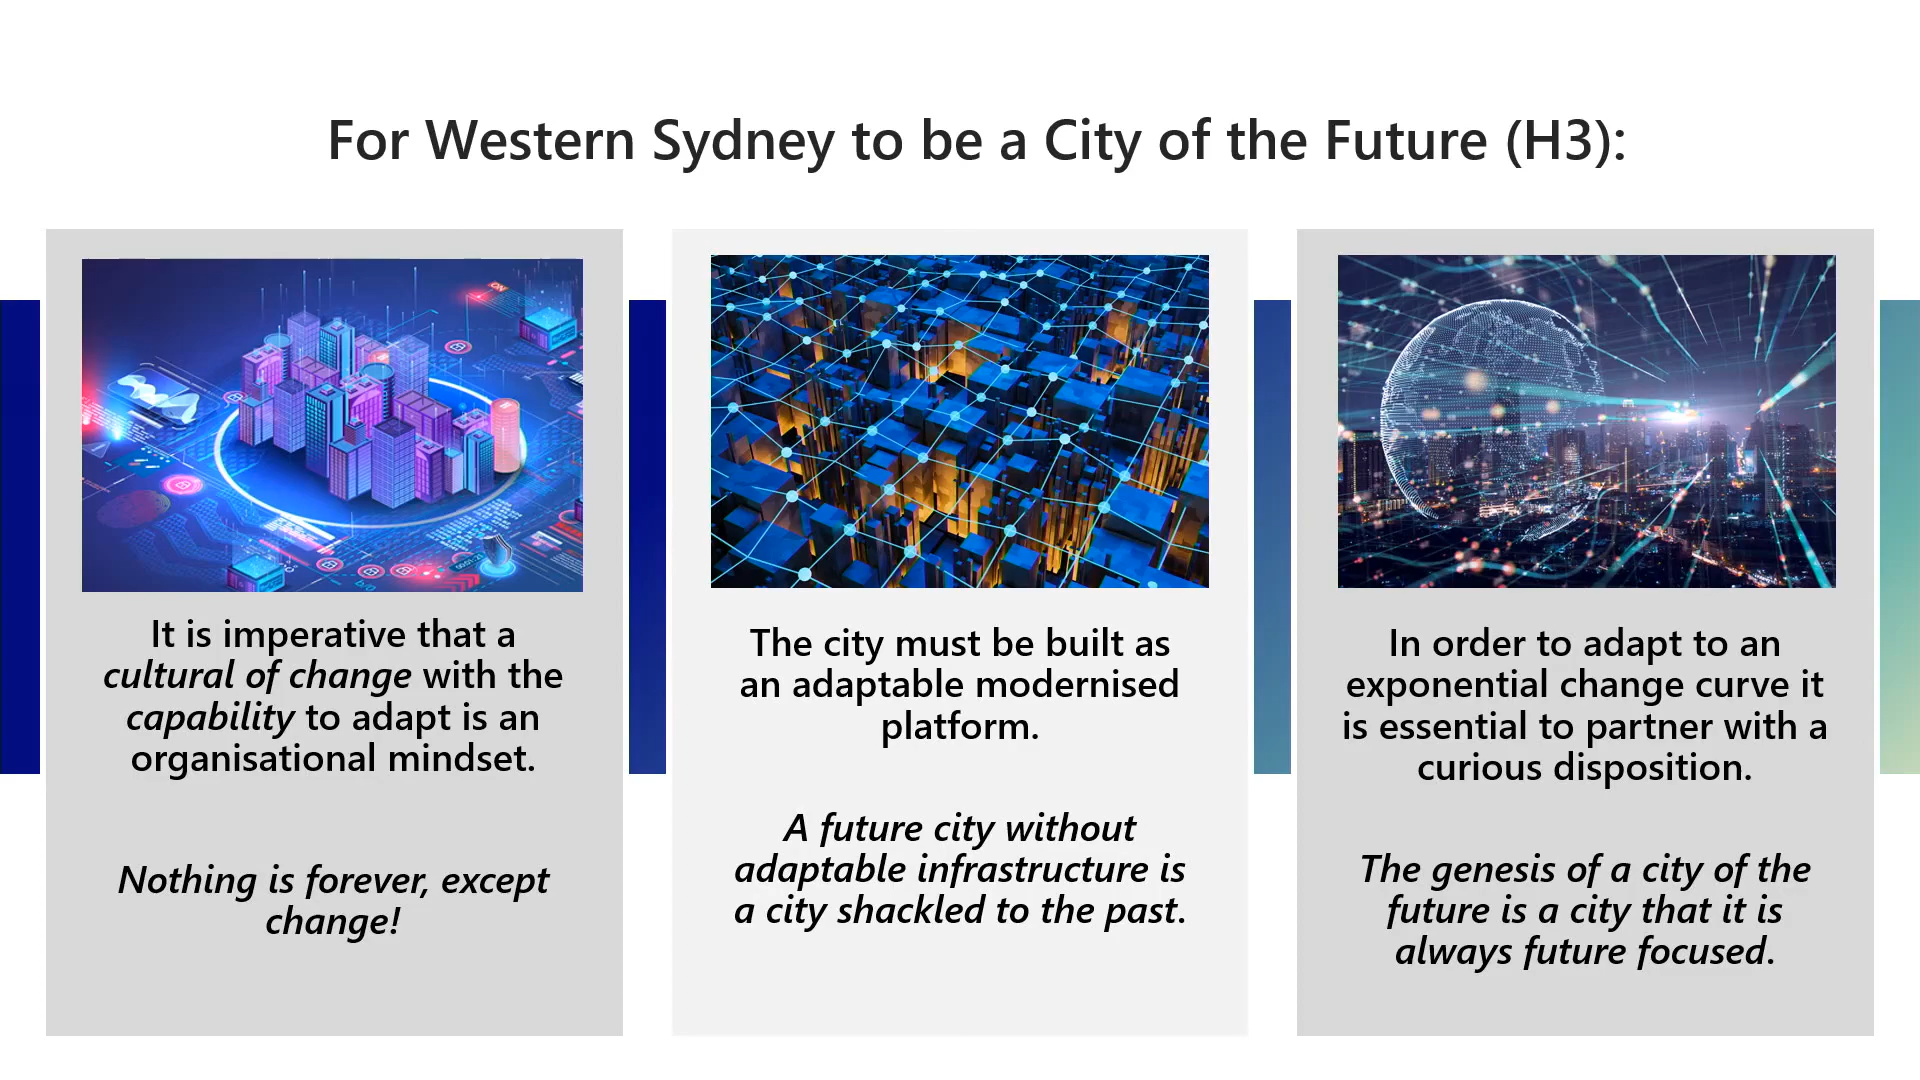 For Western Sydney to be a City of the Future (H3):
It is imperative that a
cultural of change with the
capability to adapt is an
organisational mindset.
Nothing is forever, except
change!
The city must be built as
an adaptable modernised
platform.
A future city without
adaptable infrastructure is
a city shackled to the past.
In order to adapt to an
exponential change curve it
is essential to partner with a
curious disposition.
The genesis of a city of the
future is a city that it is
always future focused.